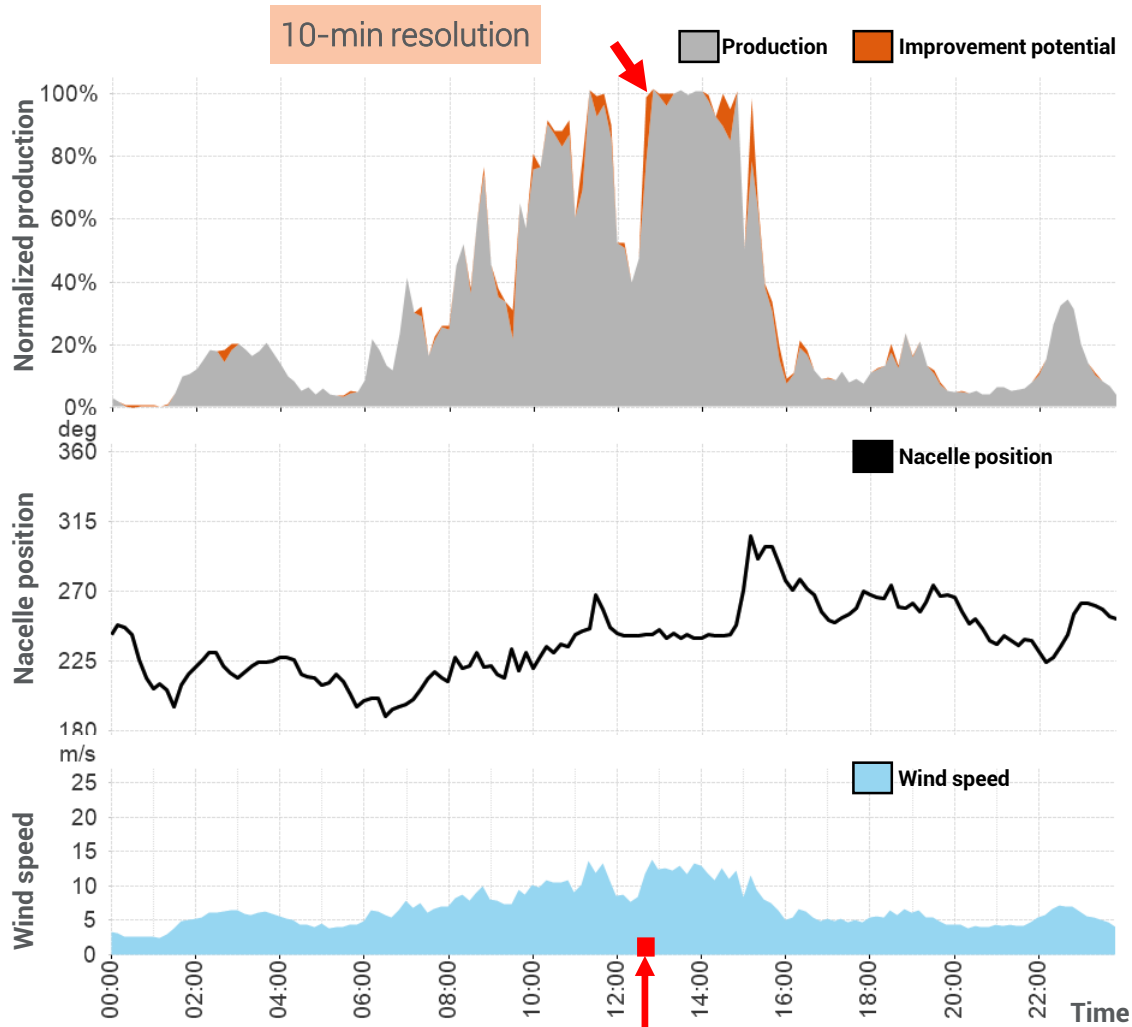 10-min resolution
Production
Improvement potential
Normalized production
100%
80%
60%
40%
20%
0%
deg
Nacelle position
Nacelle position
360
315
270
225
180
m/s
Wind speed
Wind speed
25
20
15
10
5
0
00:00
02:00
04:00
06:00
08:00
10:00
12:00
14:00
16:00
18:00
20:00
22:00
Time